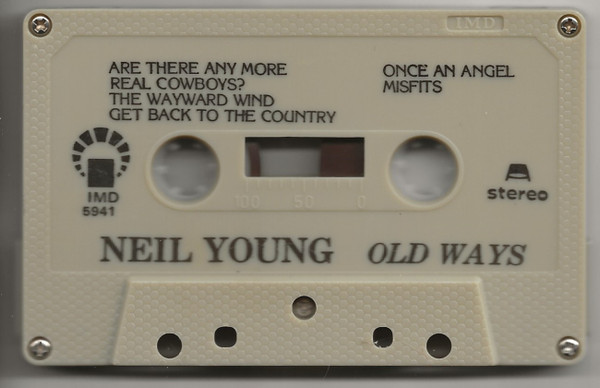 IMD
ARE THERE ANY MORE
REAL COWBOYS?
THE WAYWARD WIND
GET BACK TO THE COUNTRY
ONCE AN ANGEL
MISFITS
100 50 0
IMD
5941
stereo
NEIL YOUNG OLD WAYS